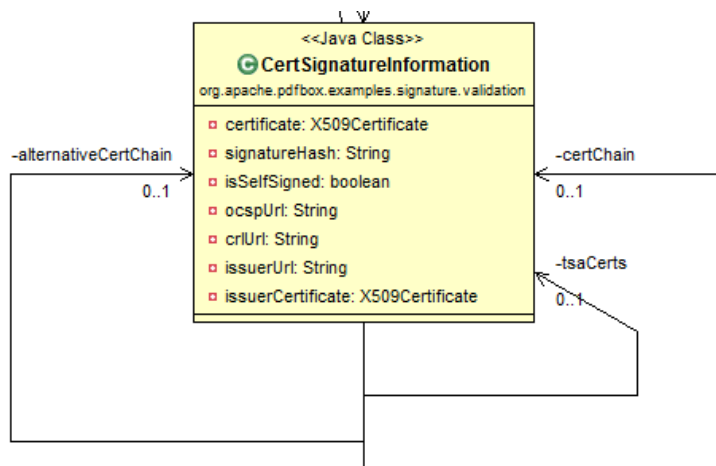 <<Java Class>>
C CertSignatureInformation
org.apache.pdfbox.examples.signature.validation
certificate: X509Certificate
signatureHash: String
isSelfSigned: boolean
ocspUrl: String
crlUrl: String
issuerUrl: String
issuerCertificate: X509Certificate
-alternativeCertChain
0..1
-certChain
0..1
-tsaCerts
0..1